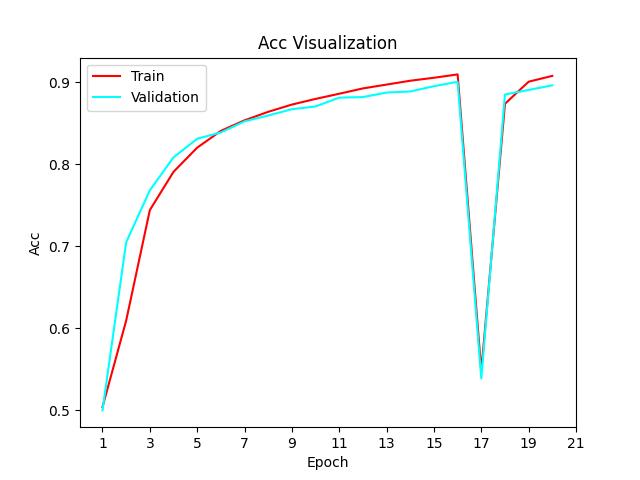 Acc Visualization
Train
Validation
Acc
0.9
0.8
0.7
0.6
0.5
1 3 5 7 9 11 13 15 17 19 21
Epoch